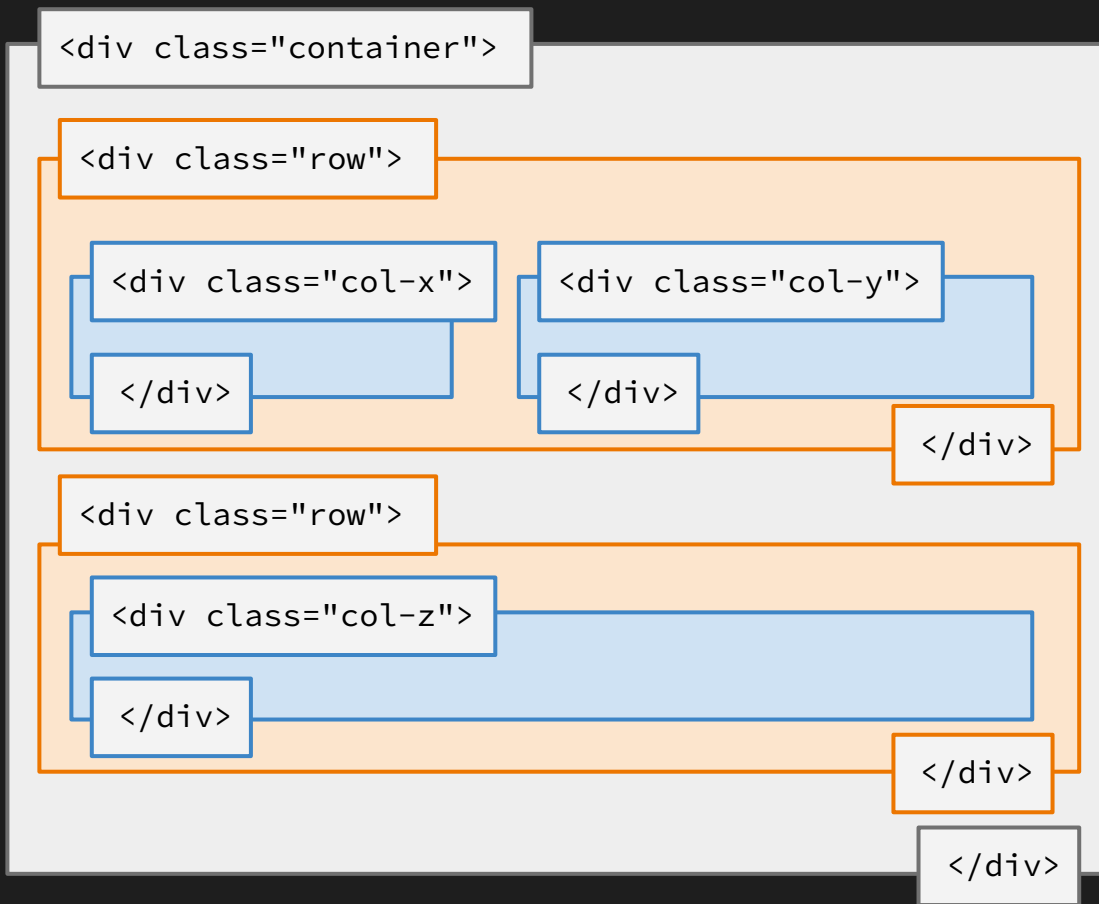 <div class="container">
<div class="row">
<div class="col-x"> <div class="col-y">
</div> </div>
</div>
<div class="row">
<div class="col-z">
</div>
</div>
</div>